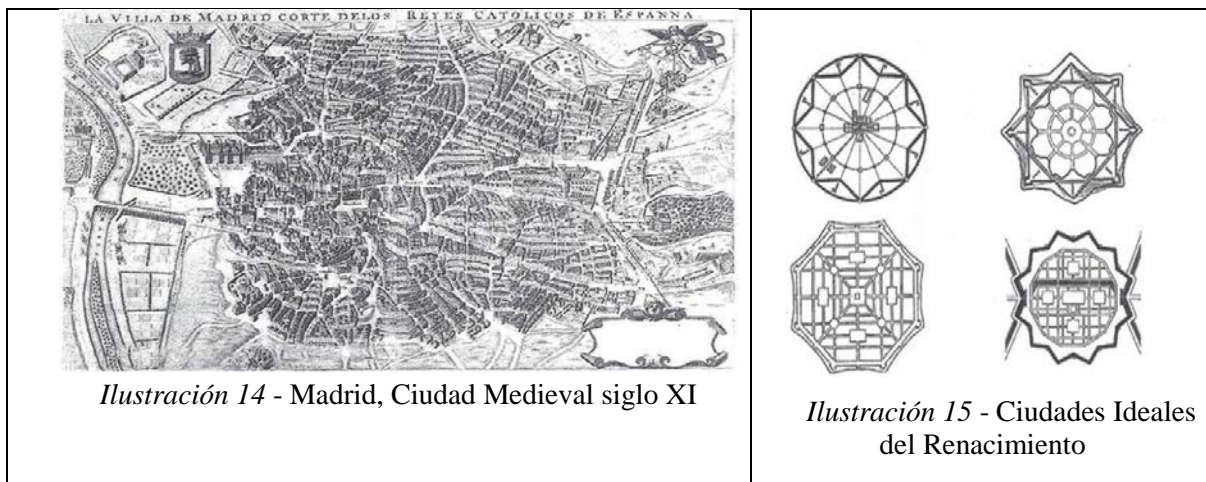 LA VILLA DE MADRID CORTE DELOS REYES CATOLICOS DE ESPANNA
Ilustración 14 - Madrid, Ciudad Medieval siglo XI
Ilustración 15 - Ciudades Ideales
del Renacimiento